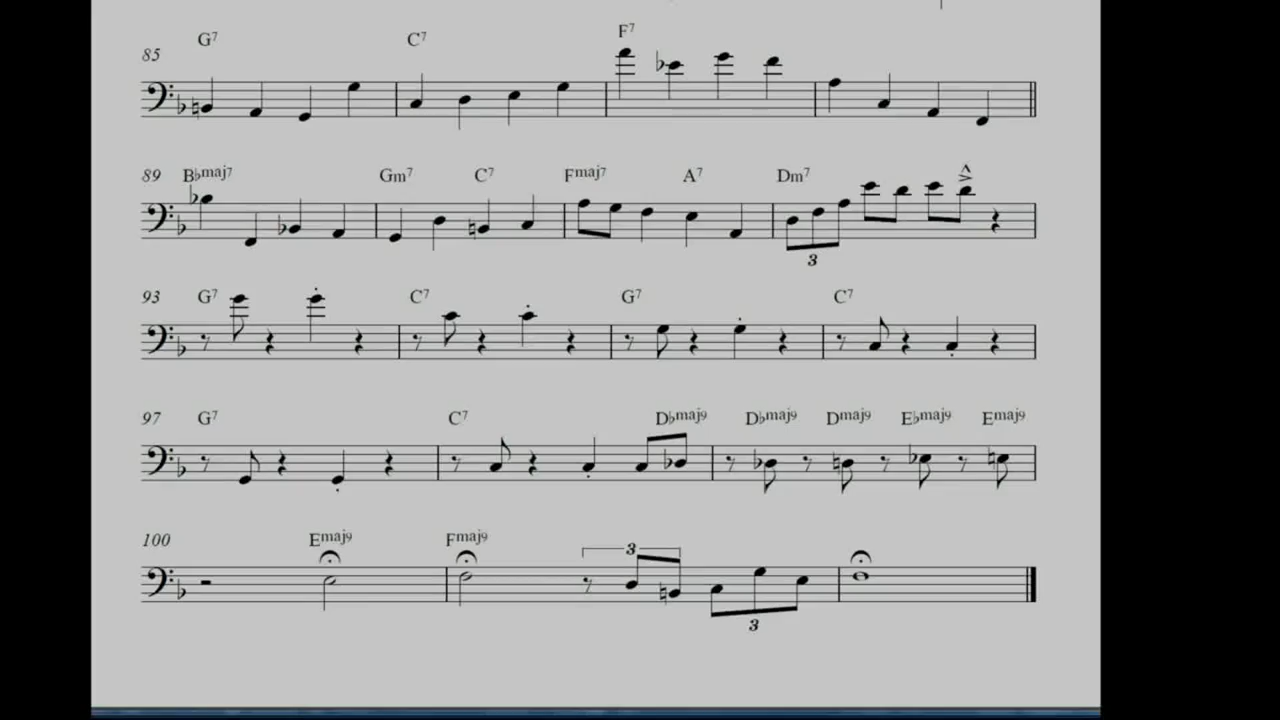 G7 C7 F7
85
B♭maj7 Gm7 C7 Fmaj7 A7 Dm7
89
3
G7 C7 G7 C7
93
G7 C7 D♭maj9 D♭maj9 Dmaj9 E♭maj9 Emaj9
97
Emaj9 Fmaj9
100
3
3